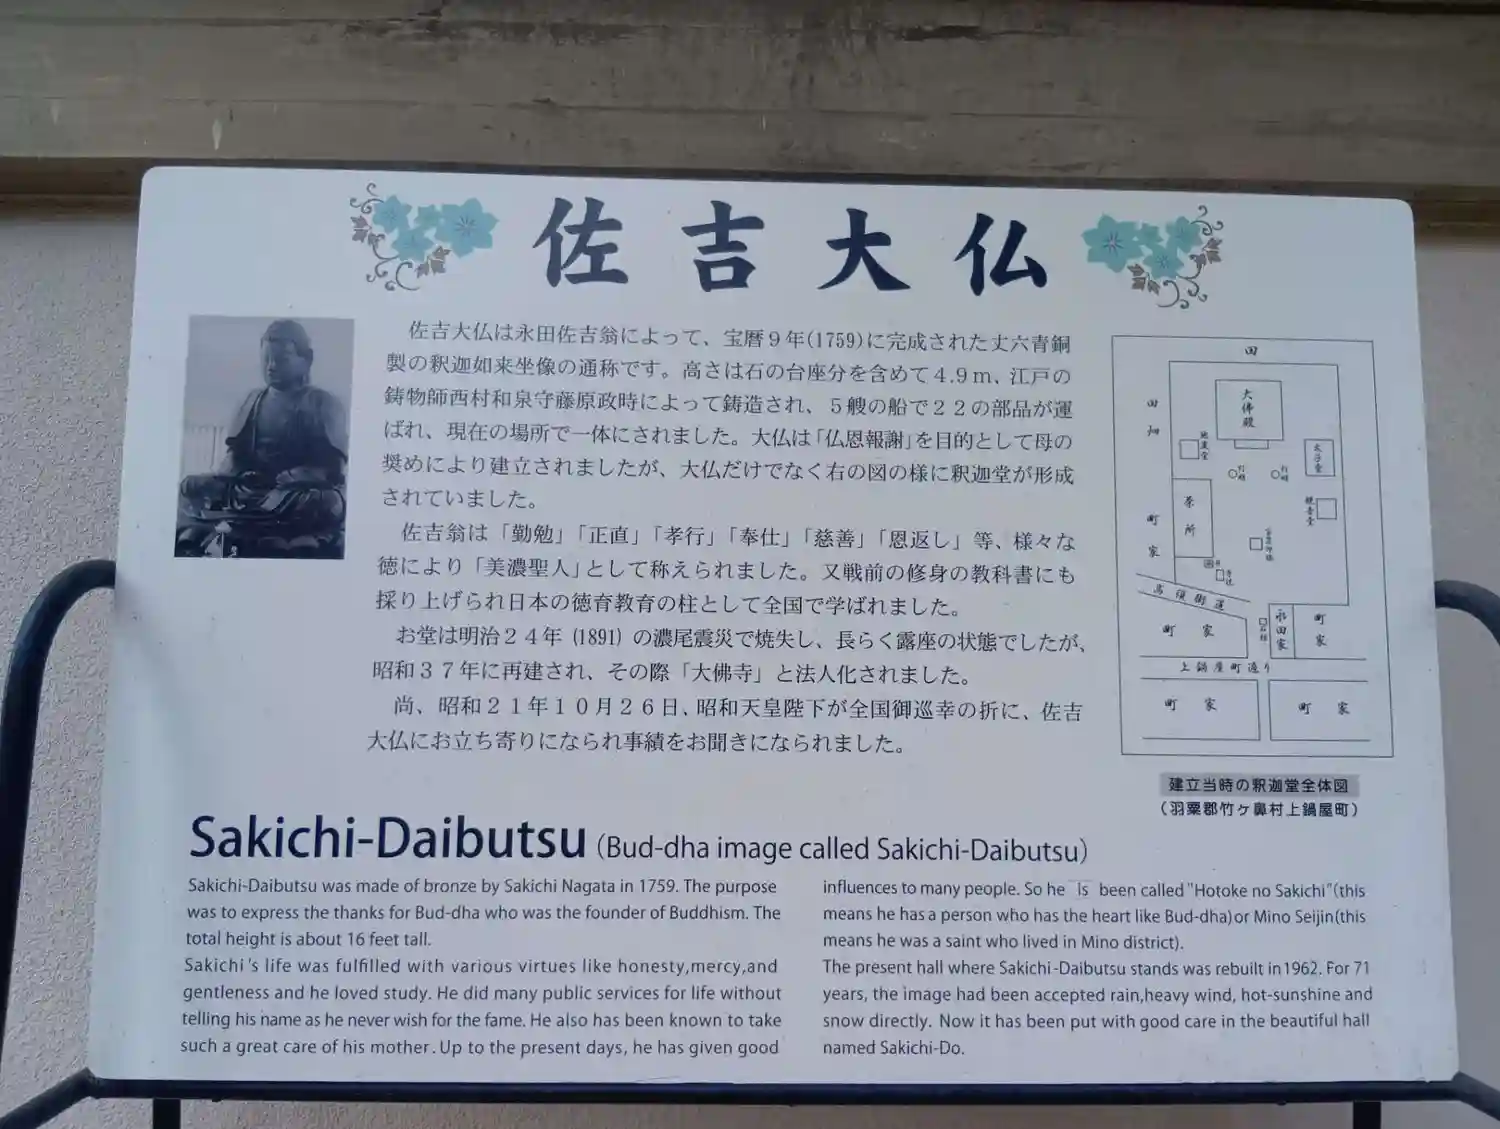 佐吉大仏
佐吉大仏は永田佐吉翁によって、宝暦９年(1759)に完成された丈六青銅
製の釈迦如来坐像の通称です。高さは石の台座分を含めて4.9ｍ、江戸の
鋳物師西村和泉守藤原政時によって鋳造され、５艘の船で２２の部品が運
ばれ、現在の場所で一体にされました。大仏は「仏恩報謝」を目的として母の
奨めにより建立されましたが、大仏だけでなく右の図の様に釈迦堂が形成
されていました。
佐吉翁は「勤勉」「正直」「孝行」「奉仕」「慈善」「恩返し」等、様々な
徳により「美濃聖人」として称えられました。又戦前の修身の教科書にも
採り上げられ日本の徳育教育の柱として全国で学ばれました。
お堂は明治２４年 (1891) の濃尾震災で焼失し、長らく露座の状態でしたが、
昭和３７年に再建され、その際「大佛寺」と法人化されました。
尚、昭和２１年１０月２６日、昭和天皇陛下が全国御巡幸の折に、佐吉
大仏にお立ち寄りになられ事績をお聞きになられました。
田
大佛殿
田畑
地蔵堂
灯籠
灯籠
太子堂
観音堂
茶所
町家
馬須街道
永田家
町家
町家
上鍋屋町通り
町家
町家
建立当時の釈迦堂全体図
（羽粟郡竹ヶ鼻村上鍋屋町）
Sakichi-Daibutsu (Bud-dha image called Sakichi-Daibutsu)
Sakichi-Daibutsu was made of bronze by Sakichi Nagata in 1759. The purpose
was to express the thanks for Bud-dha who was the founder of Buddhism. The
total height is about 16 feet tall.
Sakichi's life was fulfilled with various virtues like honesty,mercy,and
gentleness and he loved study. He did many public services for life without
telling his name as he never wish for the fame. He also has been known to take
such a great care of his mother. Up to the present days, he has given good
influences to many people. So he is been called "Hotoke no Sakichi"(this
means he has a person who has the heart like Bud-dha)or Mino Seijin(this
means he was a saint who lived in Mino district).
The present hall where Sakichi-Daibutsu stands was rebuilt in 1962. For 71
years, the image had been accepted rain,heavy wind, hot-sunshine and
snow directly. Now it has been put with good care in the beautiful hall
named Sakichi-Do.